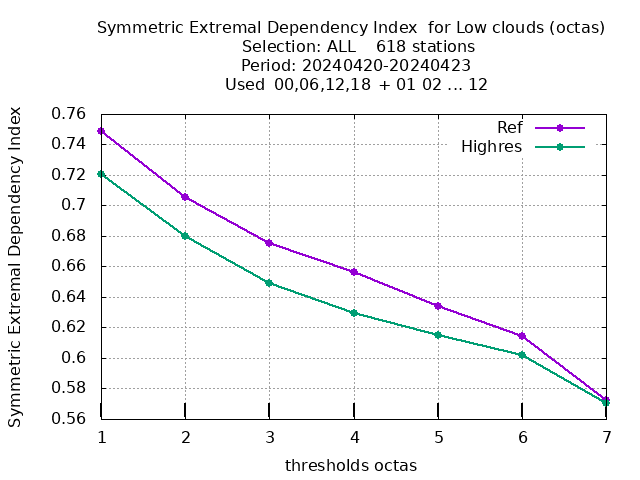 Symmetric Extremal Dependency Index  for Low clouds (octas)
Selection: ALL    618 stations
Period: 20240420-20240423
Used  00,06,12,18 + 01 02 ... 12
Symmetric Extremal Dependency Index
0.76
0.74
0.72
0.7
0.68
0.66
0.64
0.62
0.6
0.58
0.56
Ref
Highres
1 2 3 4 5 6 7
thresholds octas